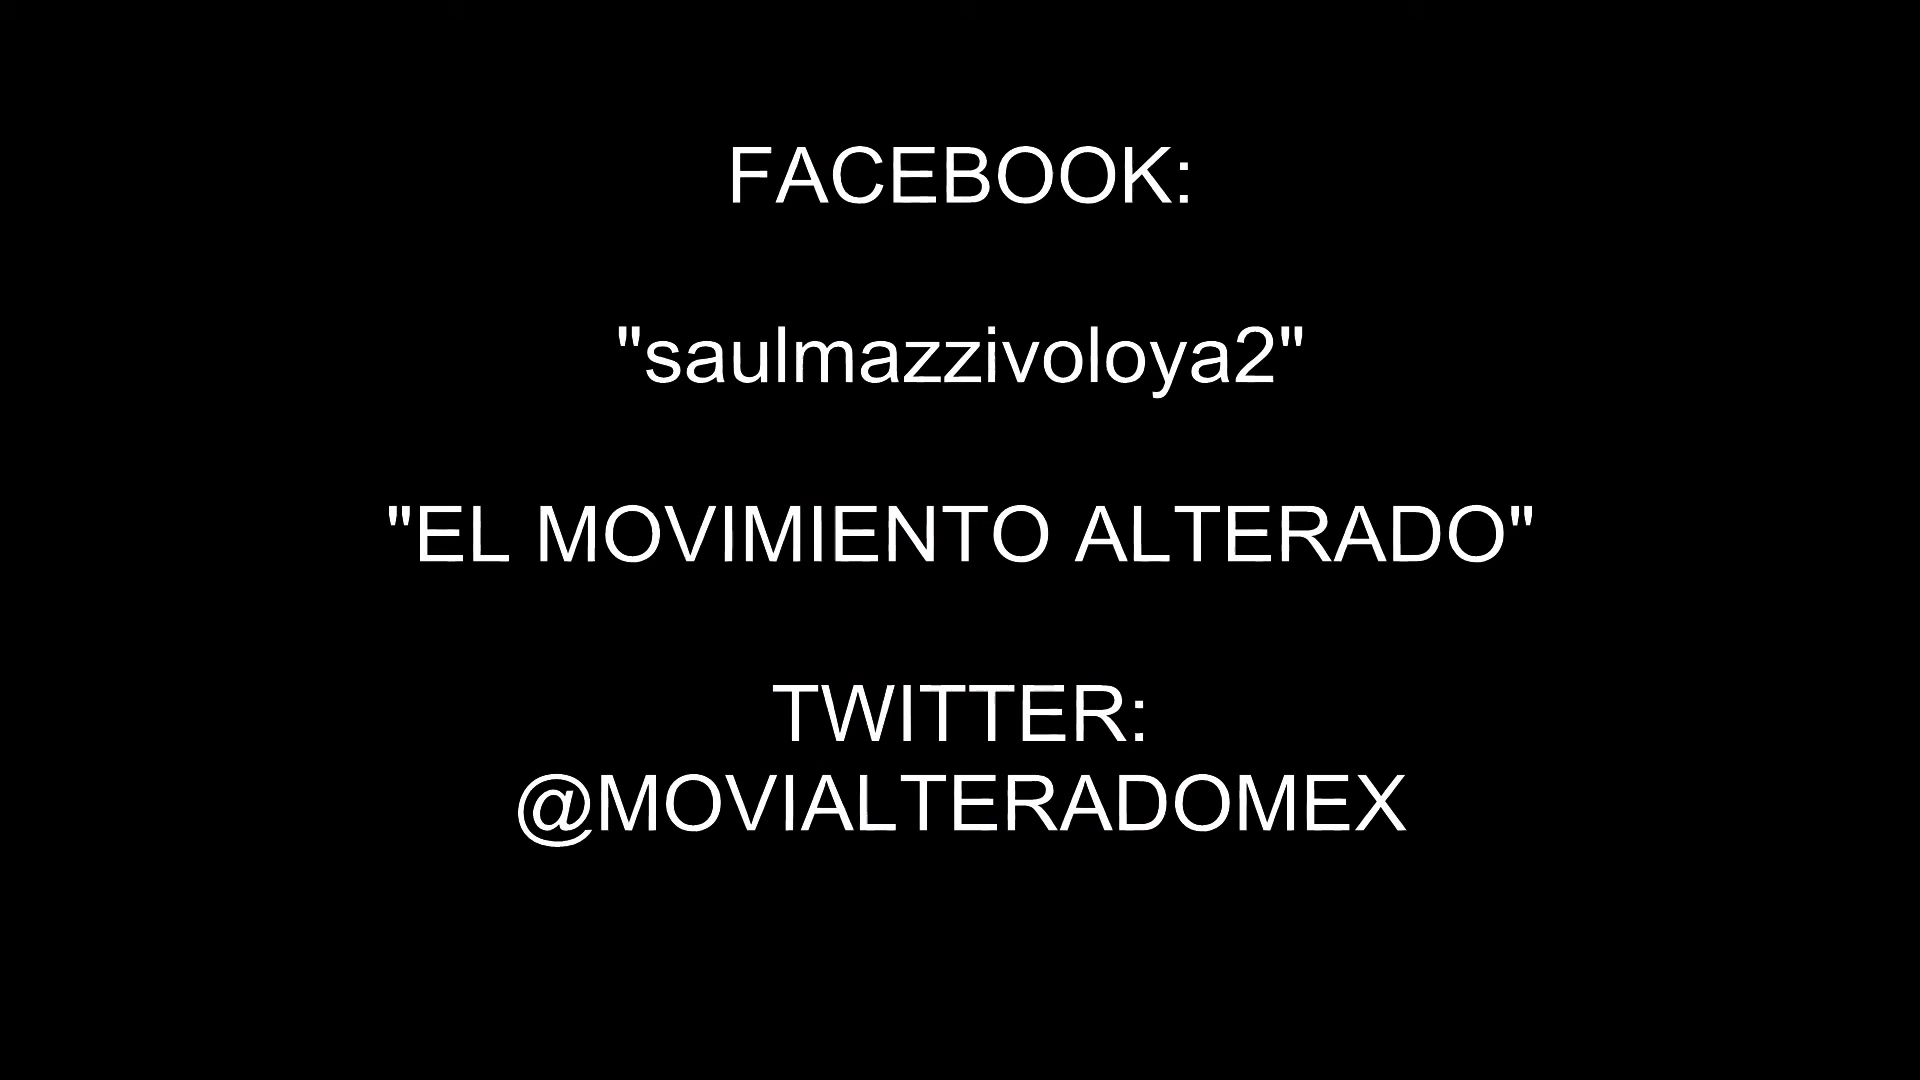 FACEBOOK:
"saulmazzivoloya2"
"EL MOVIMIENTO ALTERADO"
TWITTER:
@MOVIALTERADOMEX